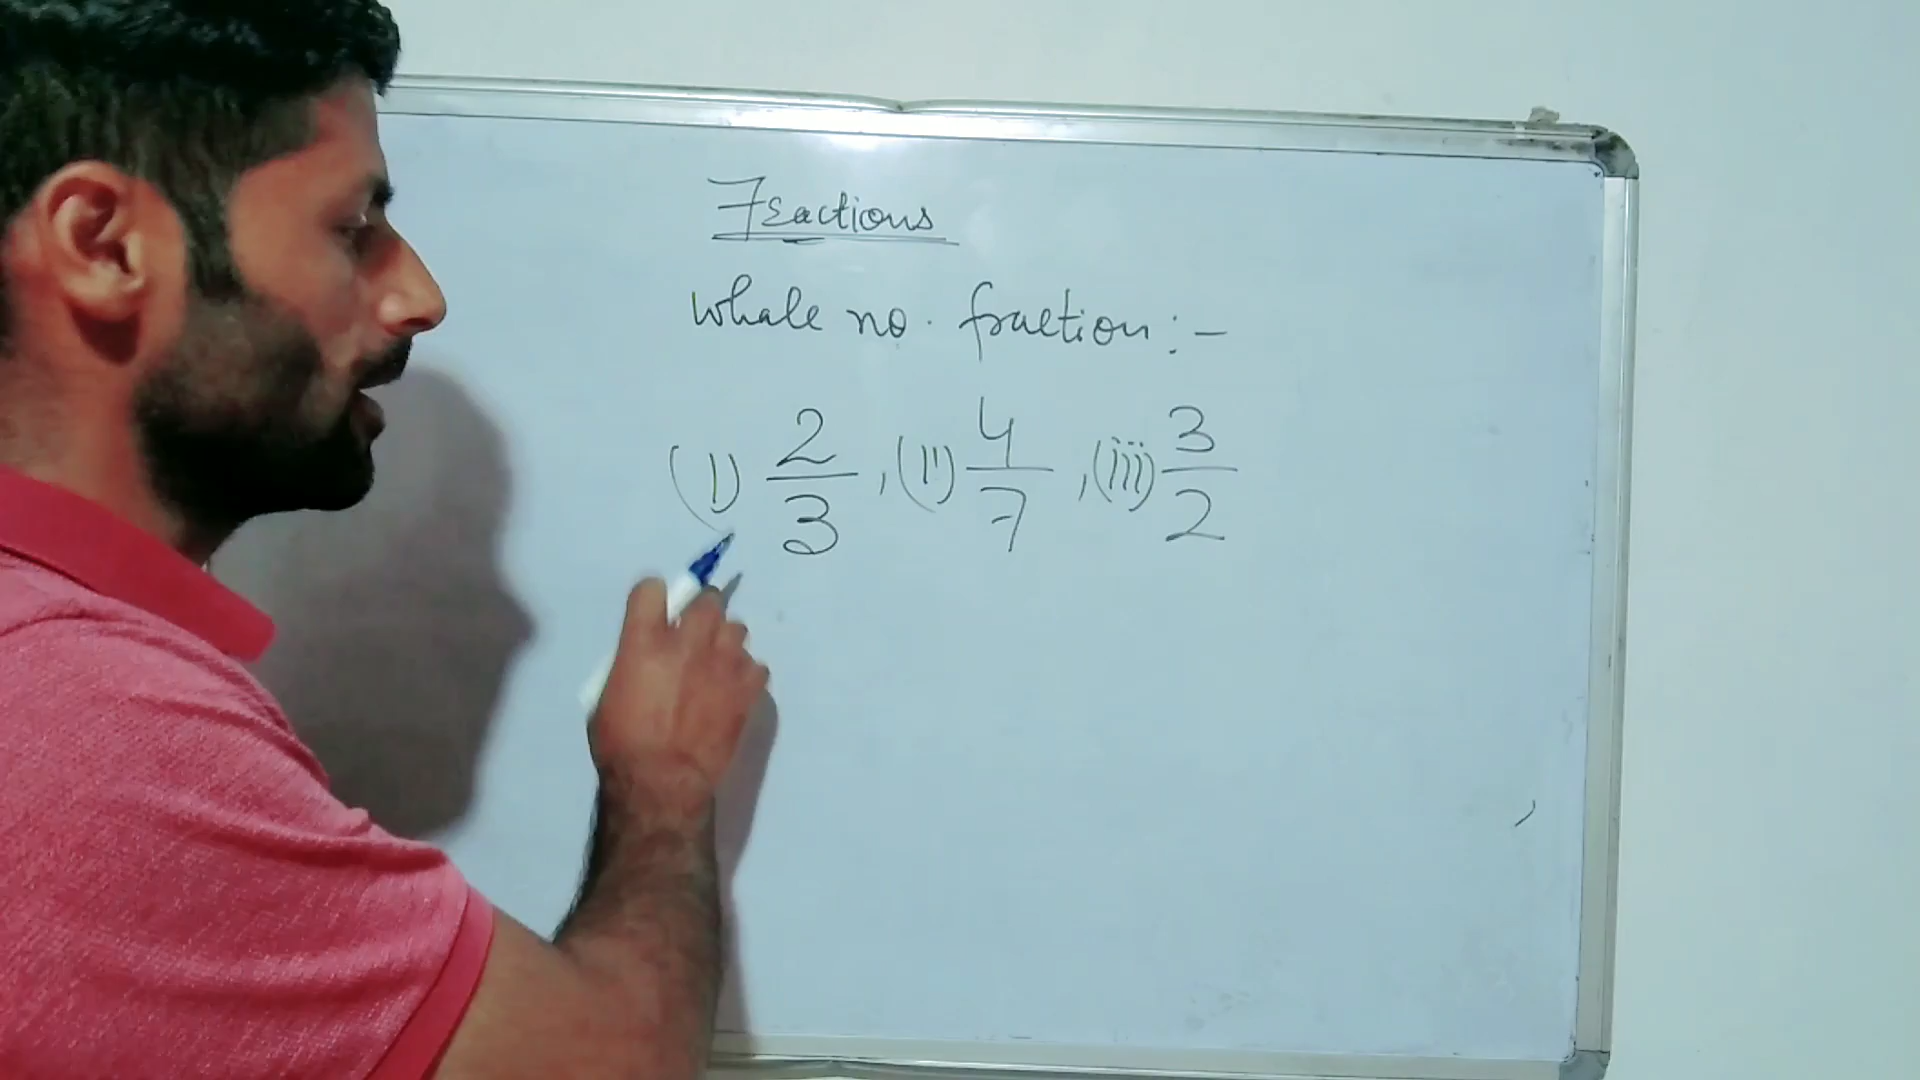 Fractions
whole no. fraction:-
(i) 2/3, (ii) 4/7, (iii) 3/2